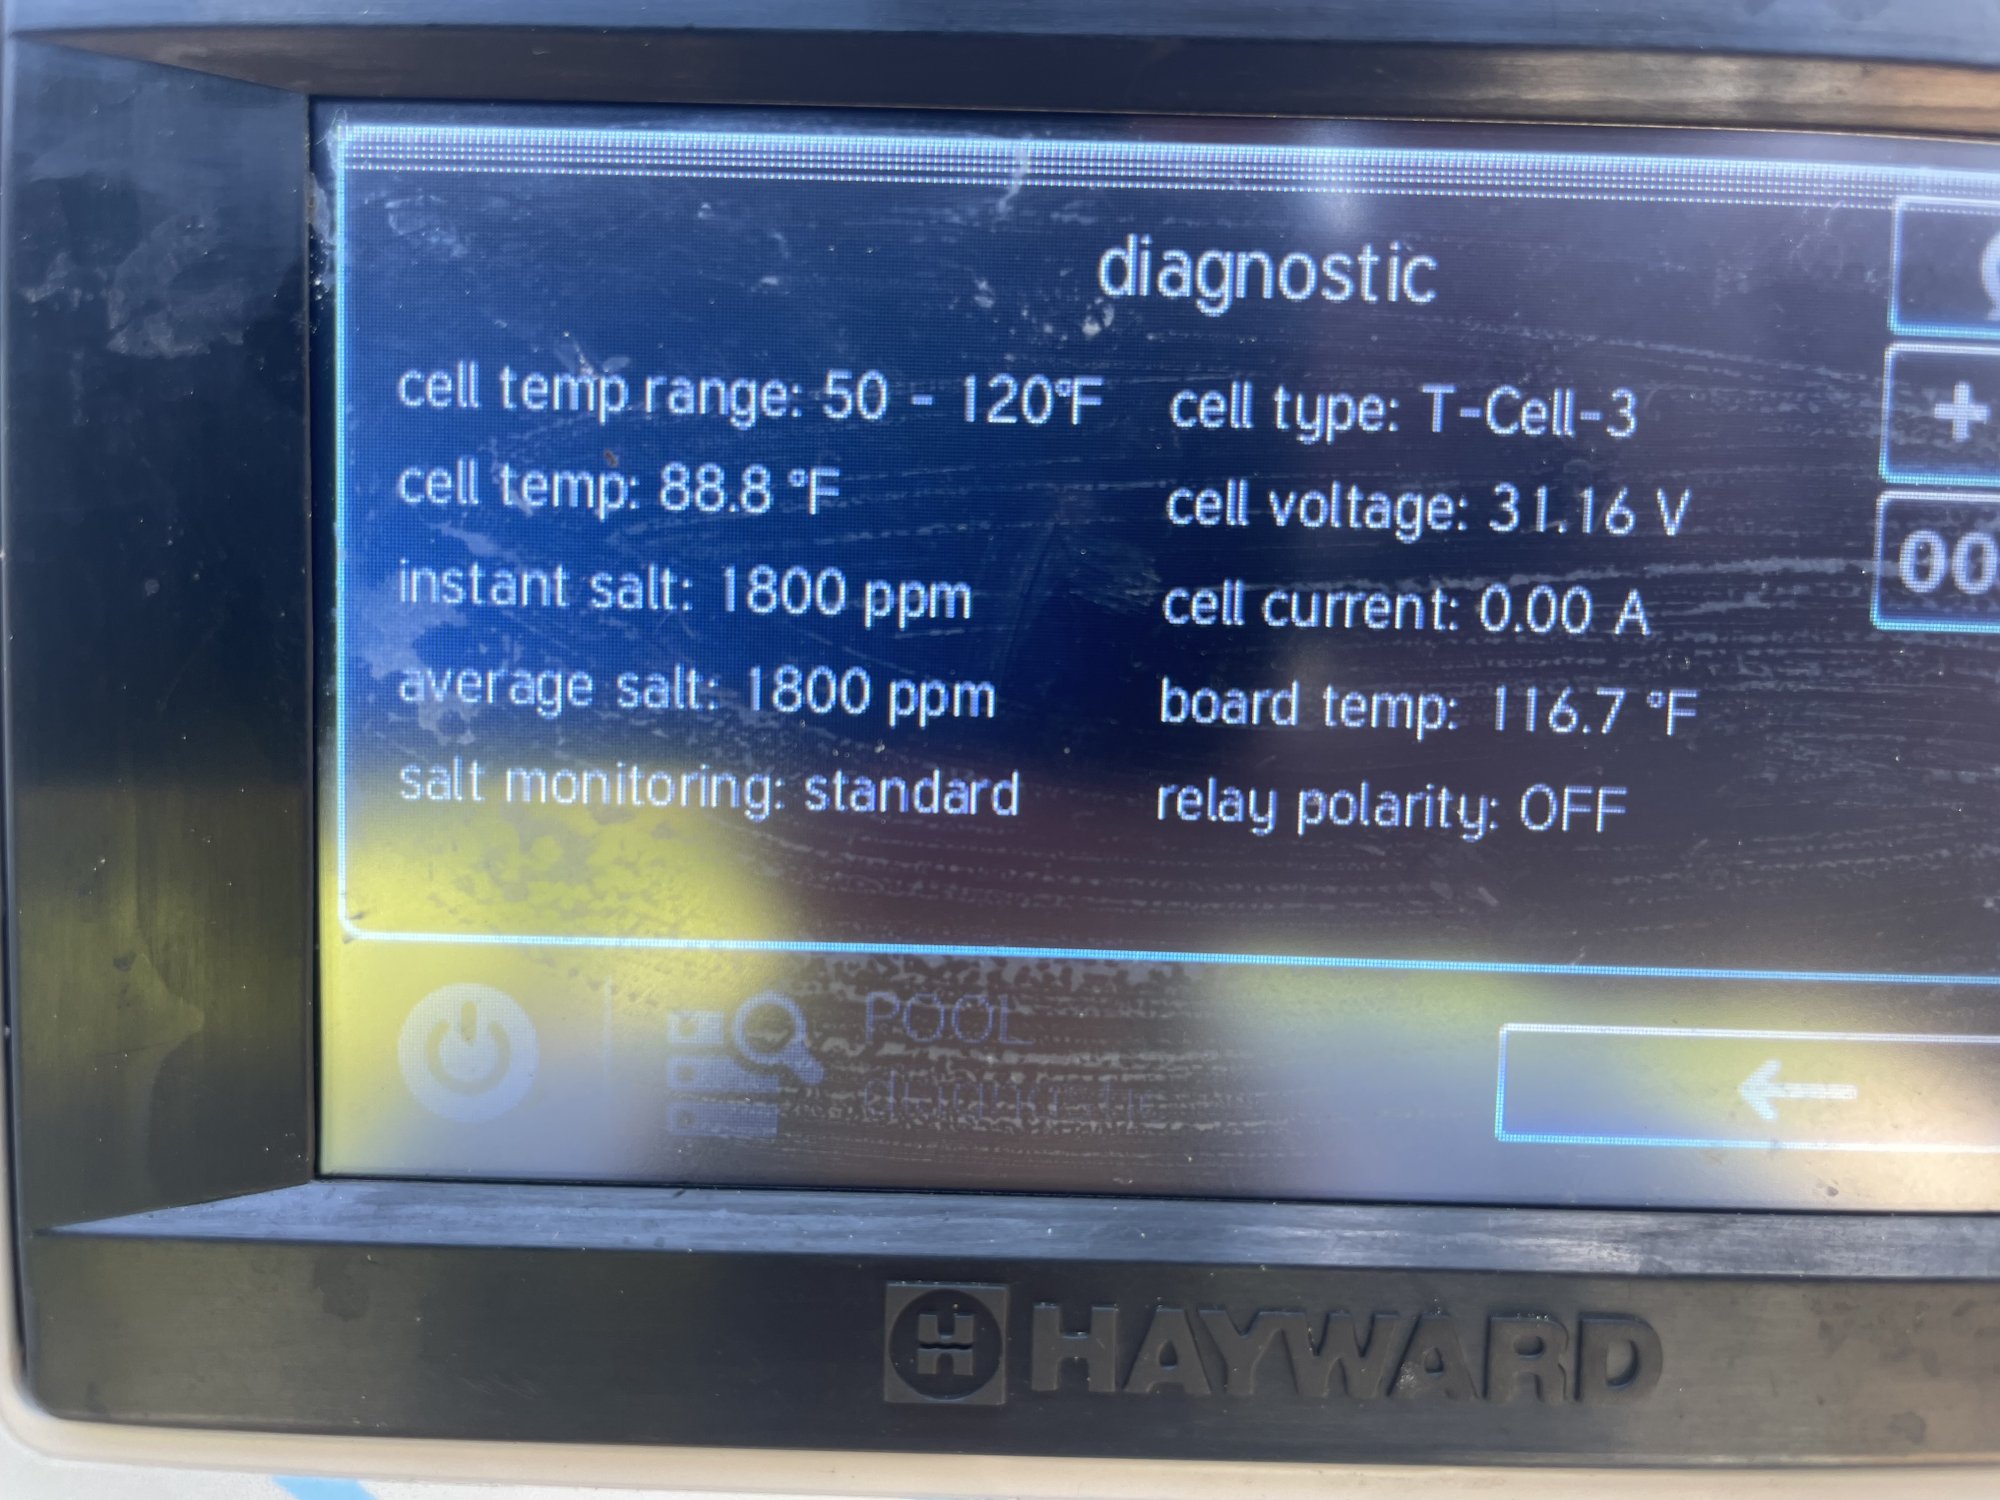 diagnostic
cell temp range: 50 - 120°F
cell type: T-Cell-3
cell temp: 88.8 °F
cell voltage: 31.16 V
instant salt: 1800 ppm
cell current: 0.00 A
average salt: 1800 ppm
board temp: 116.7 °F
salt monitoring: standard
relay polarity: OFF
POOL
HAYWARD